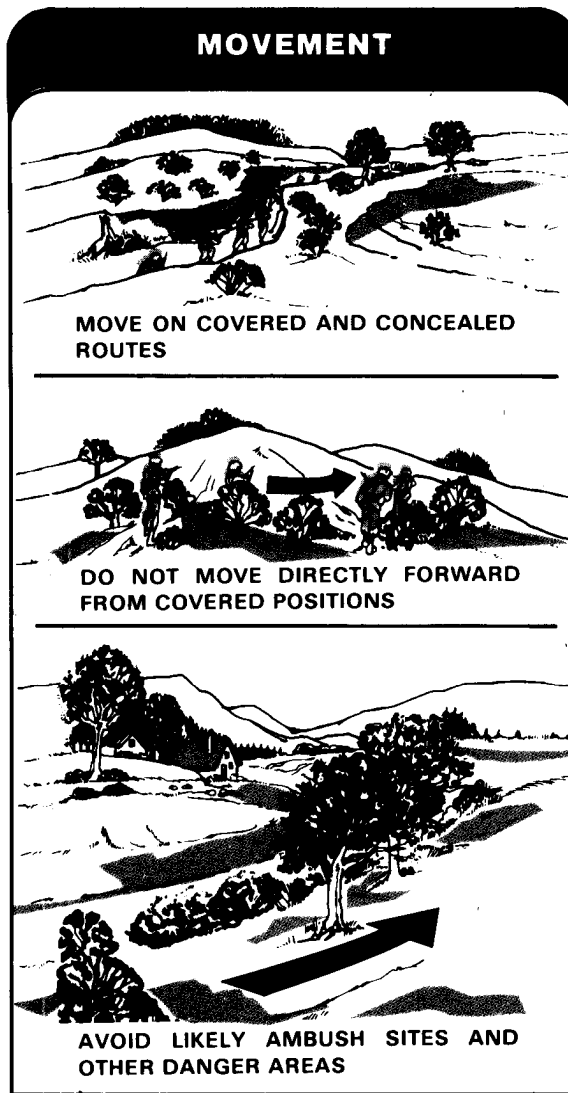 MOVEMENT
MOVE ON COVERED AND CONCEALED
ROUTES
DO NOT MOVE DIRECTLY FORWARD
FROM COVERED POSITIONS
AVOID LIKELY AMBUSH SITES AND
OTHER DANGER AREAS